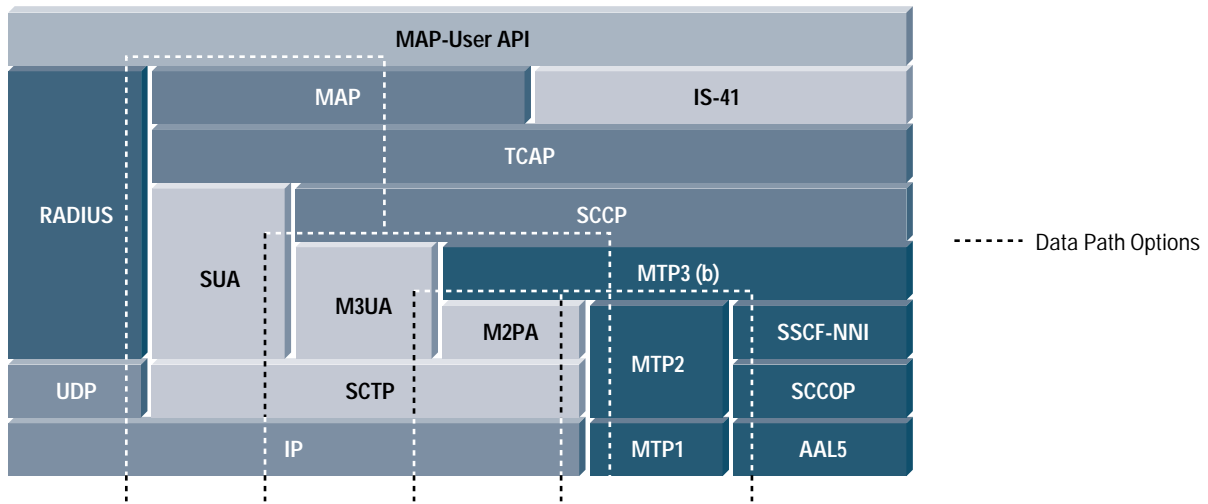 MAP-User API
MAP
IS-41
TCAP
RADIUS
SCCP
Data Path Options
SUA
MTP3 (b)
M3UA
M2PA
SSCF-NNI
MTP2
UDP
SCTP
SCCOP
IP
MTP1
AAL5